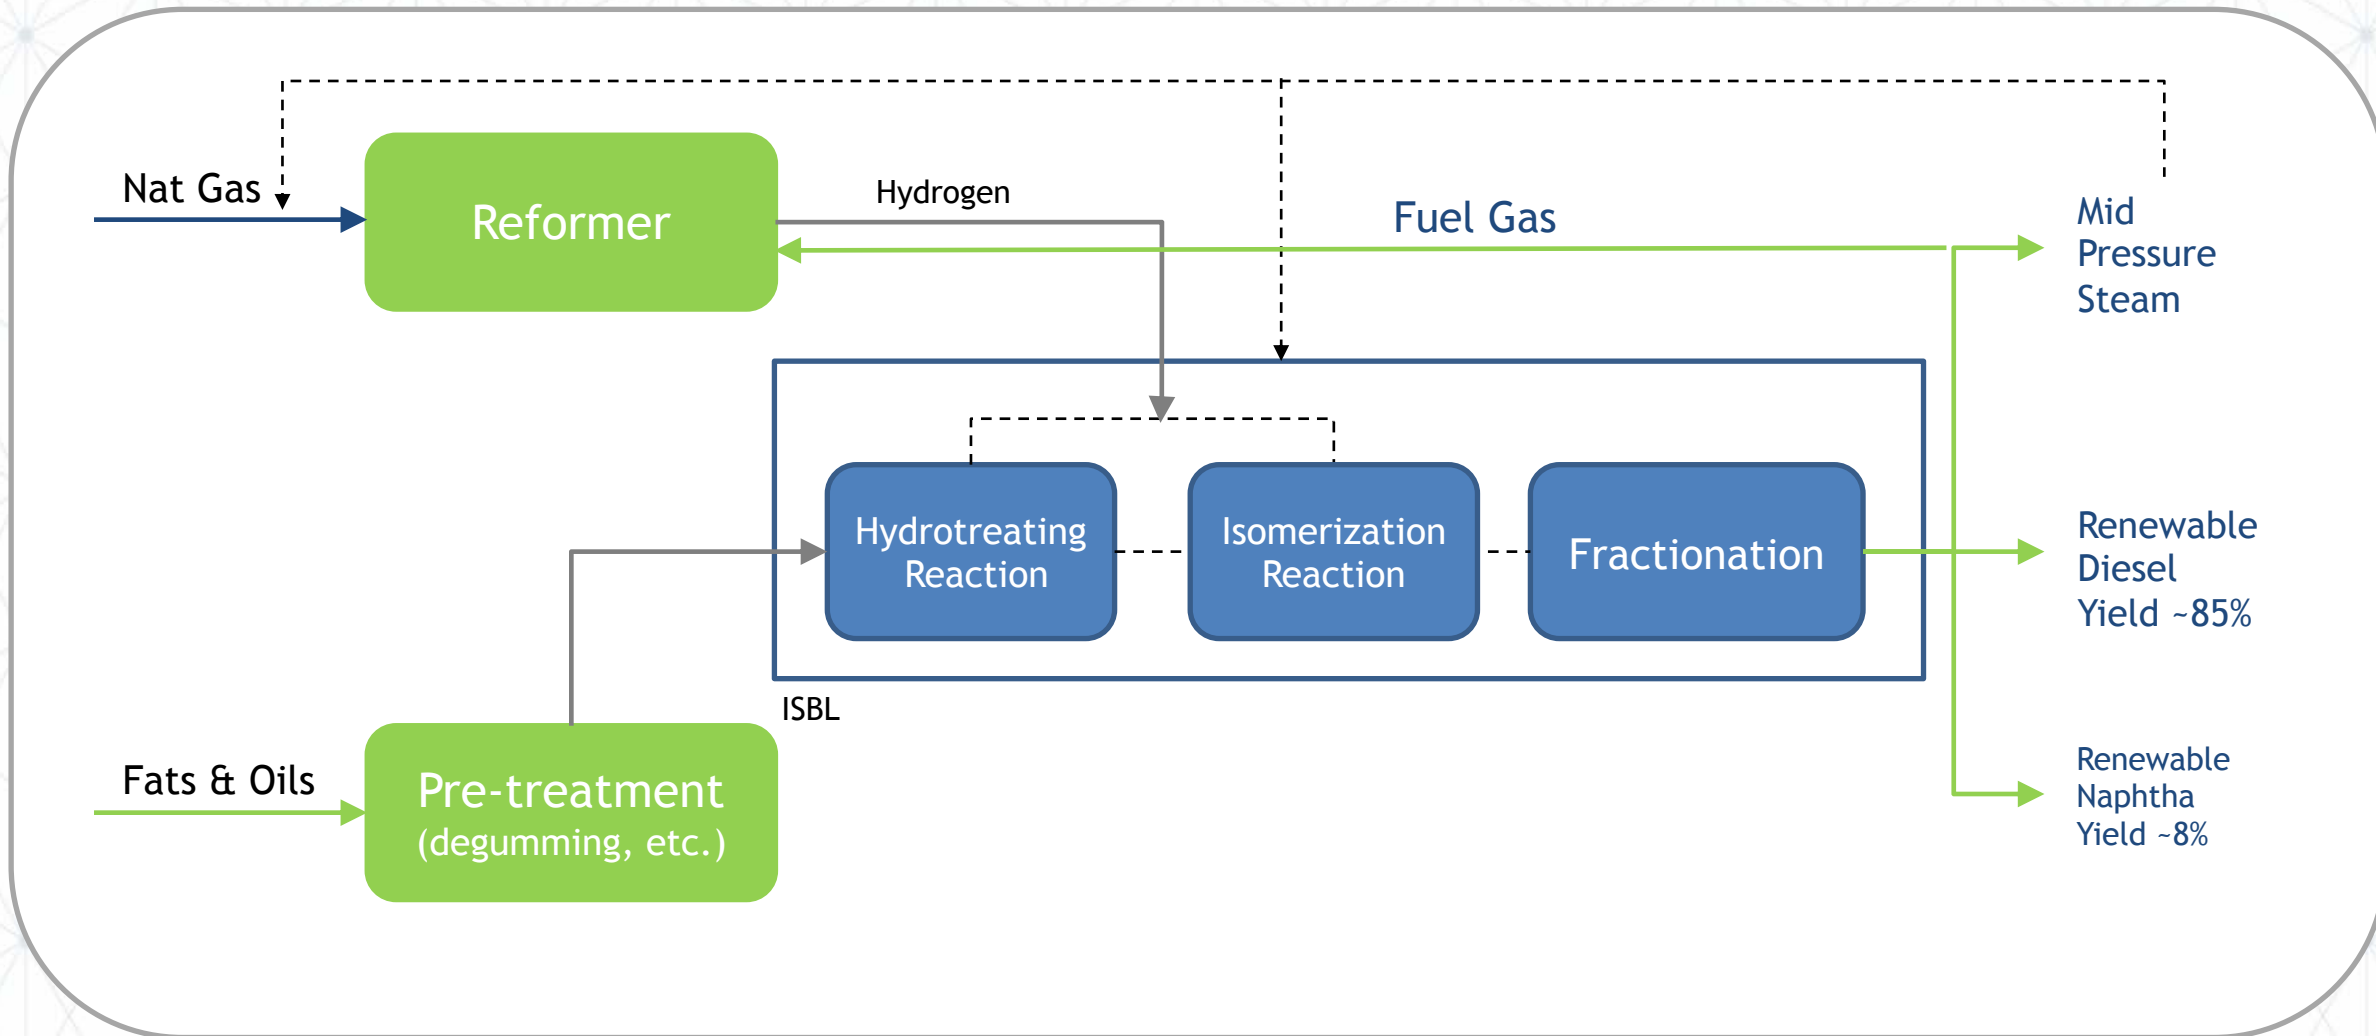 Nat Gas
Reformer
Hydrogen
Fuel Gas
Mid
Pressure
Steam
Hydrotreating
Reaction
Isomerization
Reaction
Fractionation
Renewable
Diesel
Yield ~85%
ISBL
Fats & Oils
Pre-treatment
(degumming, etc.)
Renewable
Naphtha
Yield ~8%